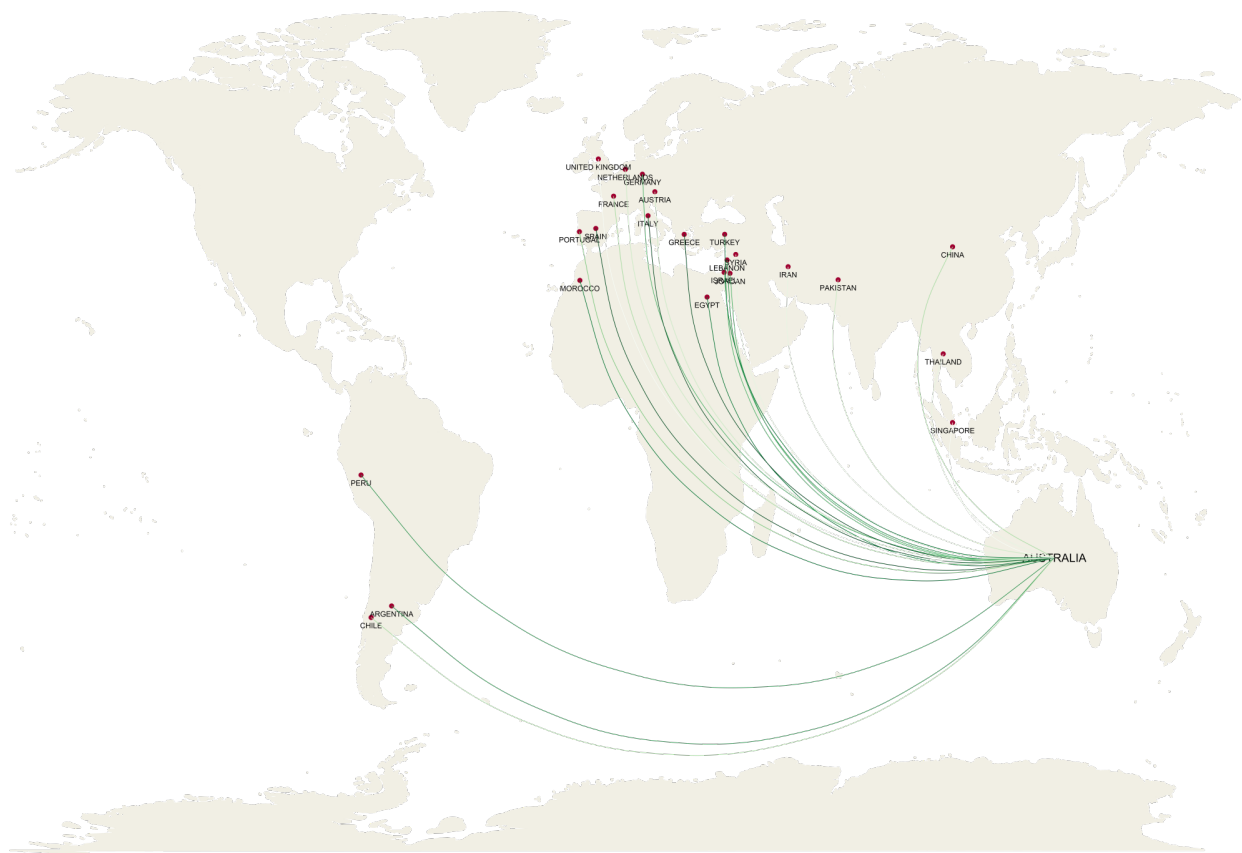 UNITED KINGDOM
NETHERLANDS
GERMANY
AUSTRIA
FRANCE
ITALY
SPAIN
PORTUGAL
GREECE
TURKEY
CHINA
SYRIA
LEBANON
IRAN
ISRAEL
JORDAN
PAKISTAN
MOROCCO
EGYPT
THAILAND
SINGAPORE
PERU
AUSTRALIA
ARGENTINA
CHILE